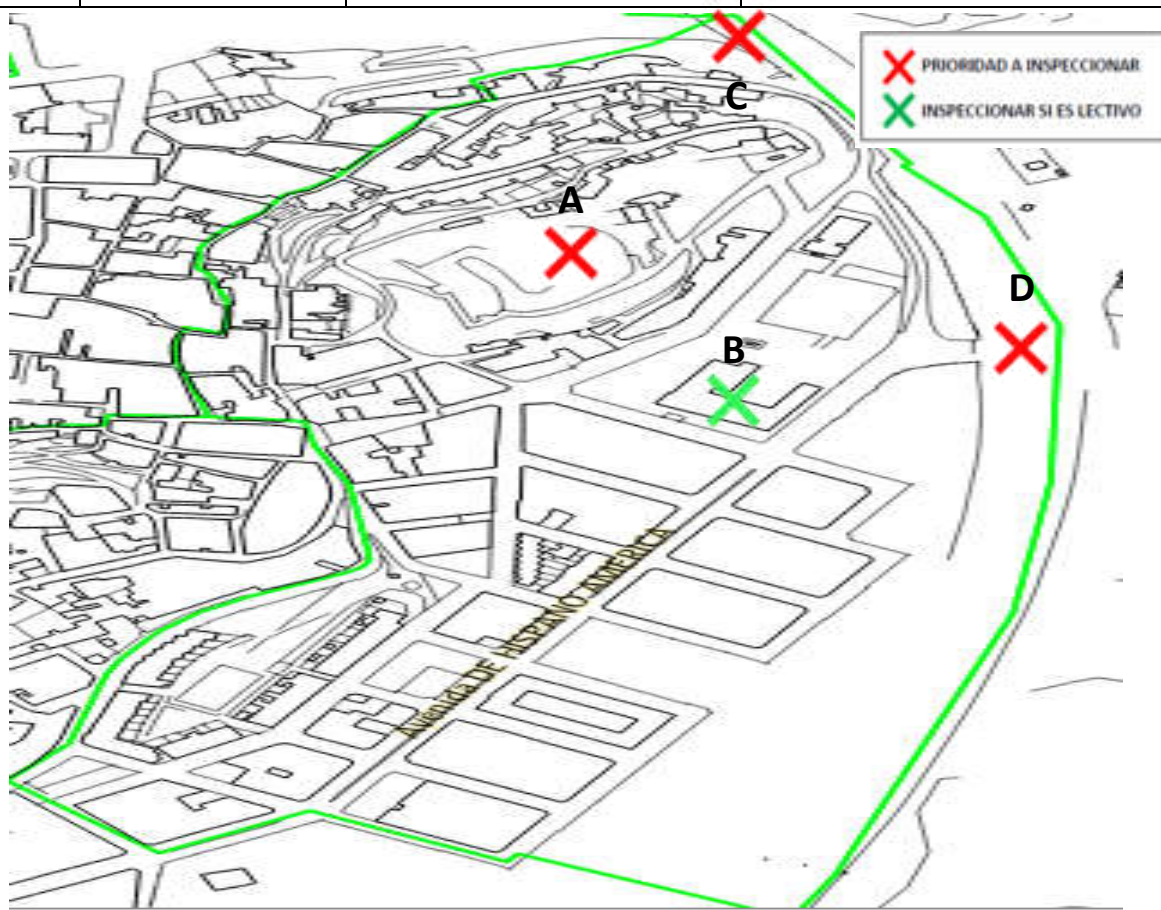 PRIORIDAD A INSPECCIONAR
INSPECCIONAR SI ES LECTIVO
C
A
D
B
Avenida DE HISPANO AMERICA